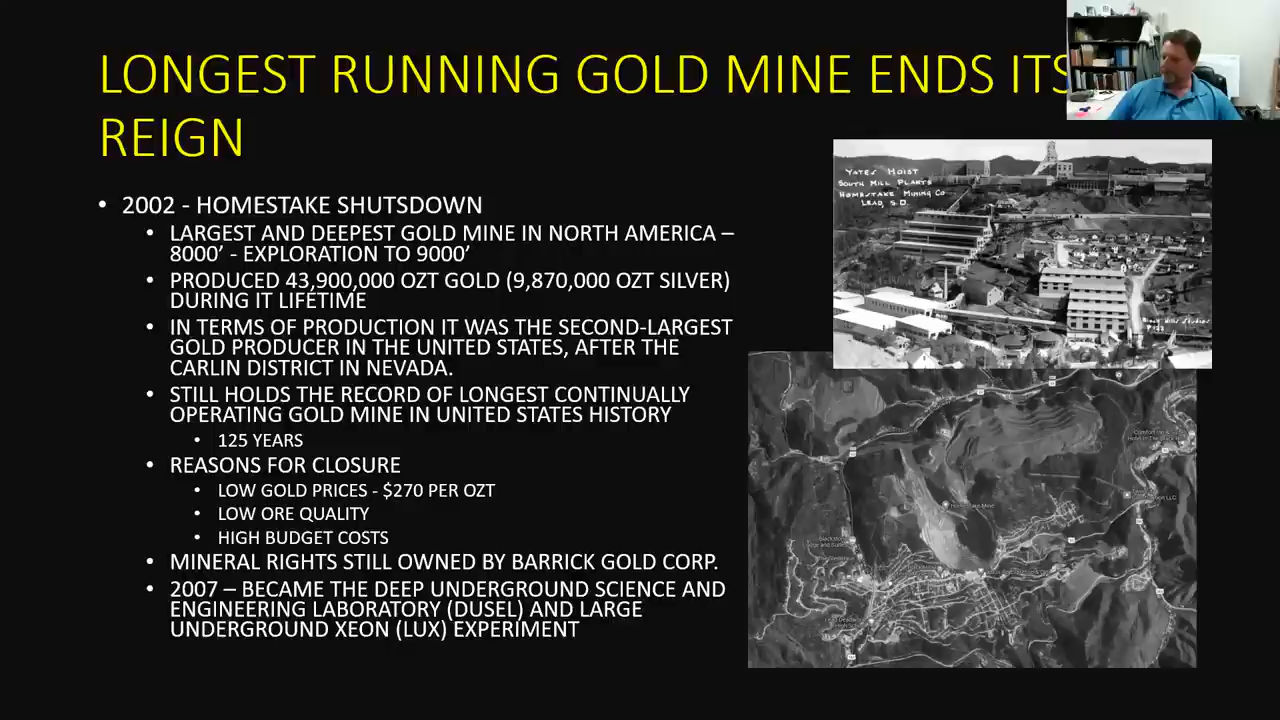 LONGEST RUNNING GOLD MINE ENDS ITS
REIGN
• 2002 - HOMESTAKE SHUTSDOWN
• LARGEST AND DEEPEST GOLD MINE IN NORTH AMERICA –
8000’ - EXPLORATION TO 9000’
• PRODUCED 43,900,000 OZT GOLD (9,870,000 OZT SILVER)
DURING IT LIFETIME
• IN TERMS OF PRODUCTION IT WAS THE SECOND-LARGEST
GOLD PRODUCER IN THE UNITED STATES, AFTER THE
CARLIN DISTRICT IN NEVADA.
• STILL HOLDS THE RECORD OF LONGEST CONTINUALLY
OPERATING GOLD MINE IN UNITED STATES HISTORY
• 125 YEARS
• REASONS FOR CLOSURE
• LOW GOLD PRICES - $270 PER OZT
• LOW ORE QUALITY
• HIGH BUDGET COSTS
• MINERAL RIGHTS STILL OWNED BY BARRICK GOLD CORP.
• 2007 – BECAME THE DEEP UNDERGROUND SCIENCE AND
ENGINEERING LABORATORY (DUSEL) AND LARGE
UNDERGROUND XEON (LUX) EXPERIMENT
YATES HOIST
SOUTH MILL PLANTS
HOMESTAKE MINING CO
LEAD, S.D.
Homestake Mine